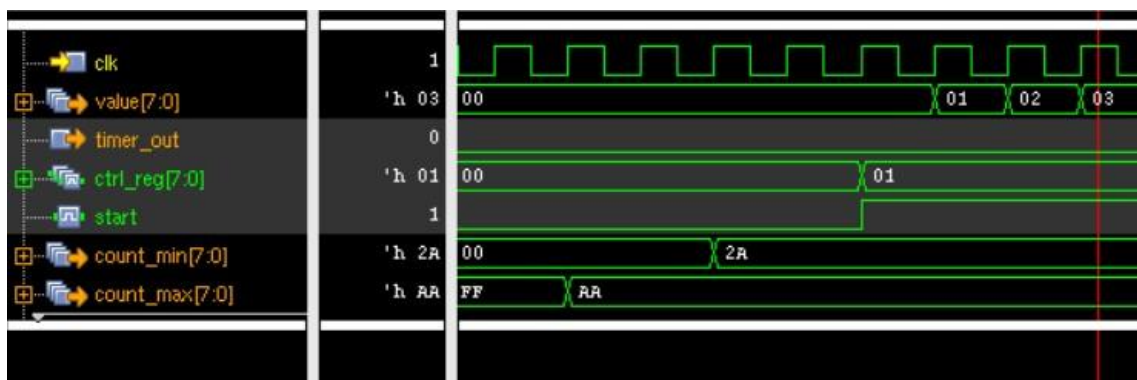 clk 1
value[7:0] 'h 03 00 01 02 03
timer_out 0
ctrl_reg[7:0] 'h 01 00 01
start 1
count_min[7:0] 'h 2A 00 2A
count_max[7:0] 'h AA FF AA